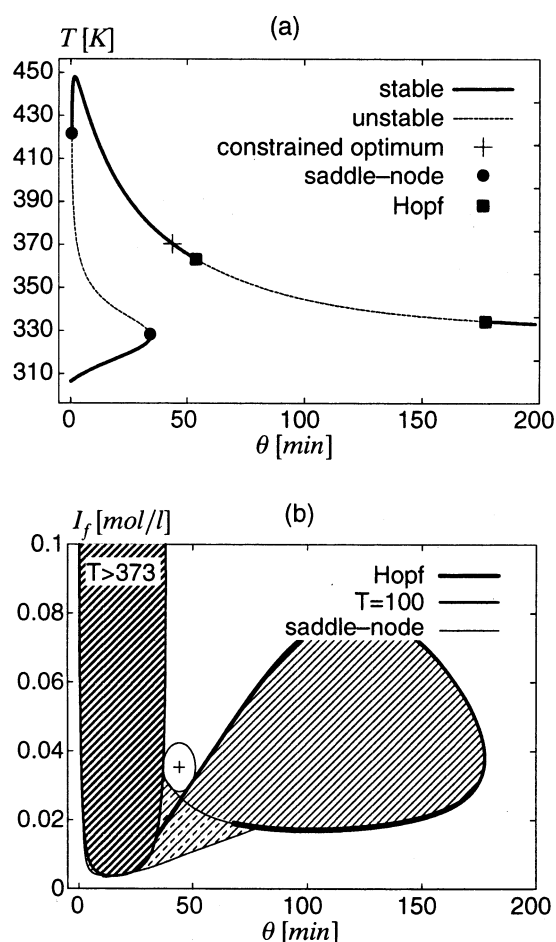 (a)
T [K]
450
430
410
390
370
350
330
310
stable
unstable
constrained optimum
saddle–node
Hopf
0
50
100
150
200
θ [min]
(b)
I_f [mol/l]
0.1
0.08
0.06
0.04
0.02
0
T>373
Hopf
T=100
saddle–node
0
50
100
150
200
θ [min]